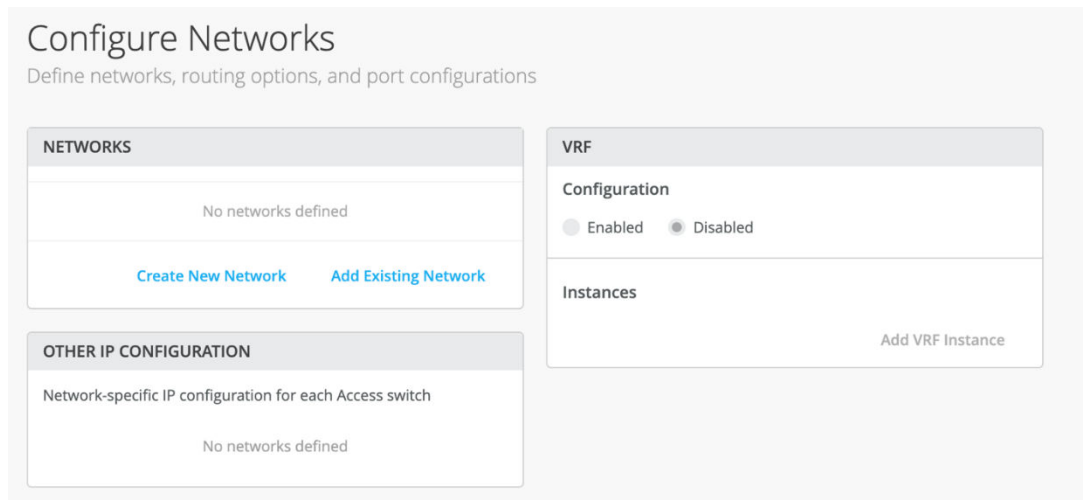 Configure Networks
Define networks, routing options, and port configurations
NETWORKS
No networks defined
Create New Network Add Existing Network
OTHER IP CONFIGURATION
Network-specific IP configuration for each Access switch
No networks defined
VRF
Configuration
Enabled Disabled
Instances
Add VRF Instance